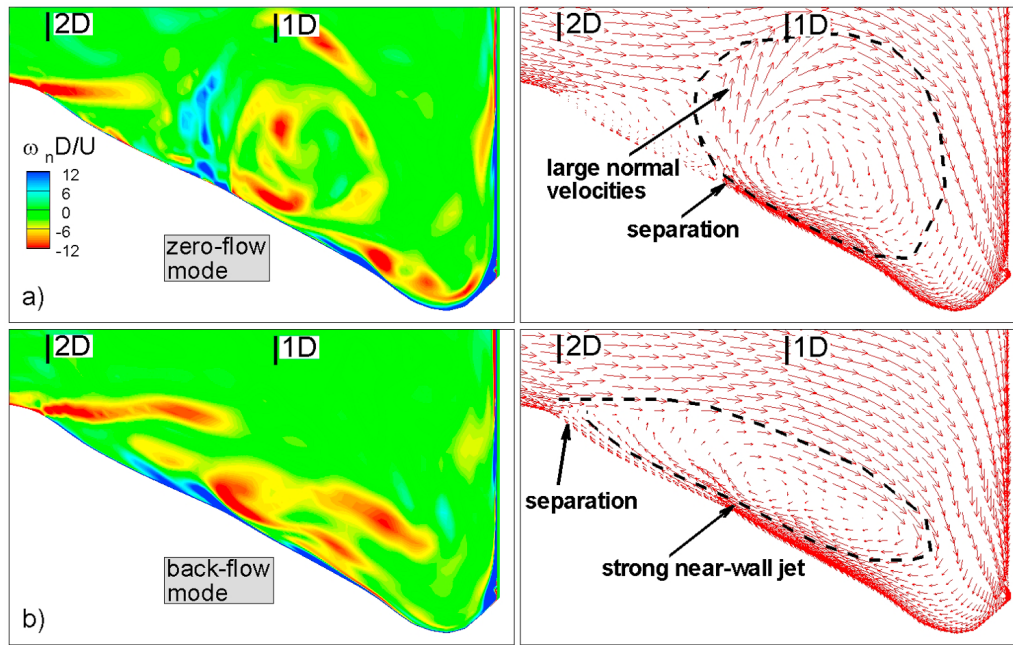 2D
1D
ω n D/U
12
6
0
-6
-12
zero-flow
mode
a)
2D
1D
large normal
velocities
separation
2D
1D
back-flow
mode
b)
2D
1D
separation
strong near-wall jet